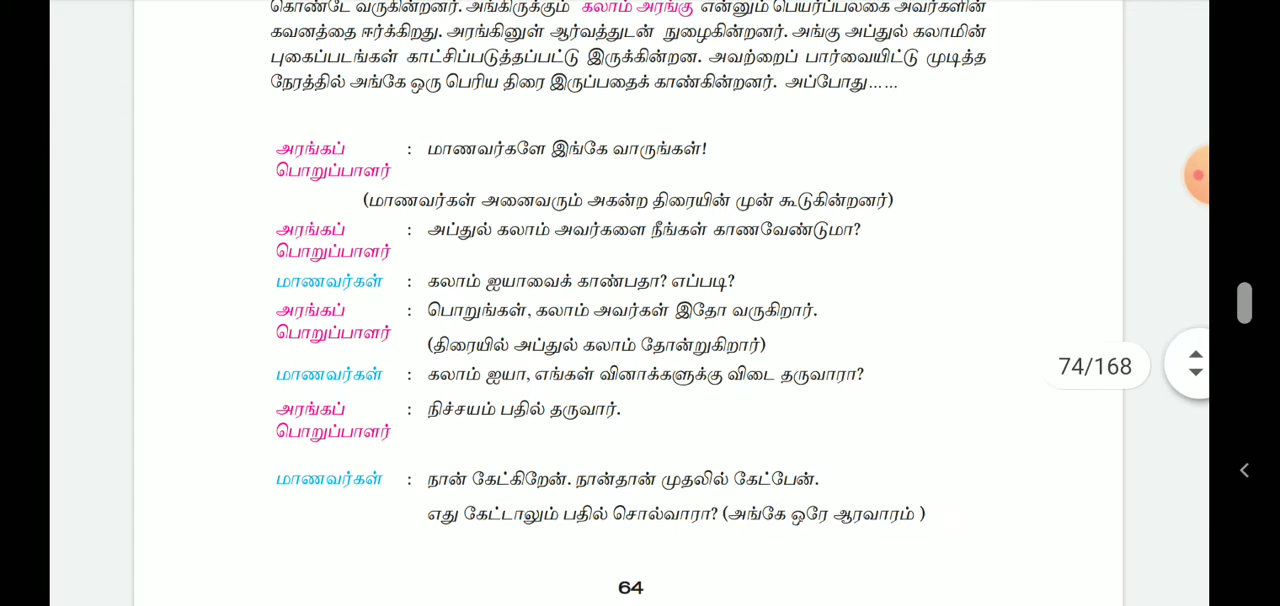 கொண்டே வருகின்றனர். அங்கிருக்கும் கலாம் அரங்கு என்னும் பெயர்ப்பலகை அவர்களின்
கவனத்தை ஈர்க்கிறது. அரங்கினுள் ஆர்வத்துடன் நுழைகின்றனர். அங்கு அப்துல் கலாமின்
புகைப்படங்கள் காட்சிப்படுத்தப்பட்டு இருக்கின்றன. அவற்றைப் பார்வையிட்டு முடித்த
நேரத்தில் அங்கே ஒரு பெரிய திரை இருப்பதைக் காண்கின்றனர். அப்போது......
அரங்கப் : மாணவர்களே இங்கே வாருங்கள்!
பொறுப்பாளர்
(மாணவர்கள் அனைவரும் அகன்ற திரையின் முன் கூடுகின்றனர்)
அரங்கப் : அப்துல் கலாம் அவர்களை நீங்கள் காணவேண்டுமா?
பொறுப்பாளர்
மாணவர்கள் : கலாம் ஐயாவைக் காண்பதா? எப்படி?
அரங்கப் : பொறுங்கள், கலாம் அவர்கள் இதோ வருகிறார்.
பொறுப்பாளர்
(திரையில் அப்துல் கலாம் தோன்றுகிறார்)
மாணவர்கள் : கலாம் ஐயா, எங்கள் வினாக்களுக்கு விடை தருவாரா?
அரங்கப் : நிச்சயம் பதில் தருவார்.
பொறுப்பாளர்
மாணவர்கள் : நான் கேட்கிறேன். நான்தான் முதலில் கேட்பேன்.
எது கேட்டாலும் பதில் சொல்வாரா? (அங்கே ஒரே ஆரவாரம் )
64
74/168